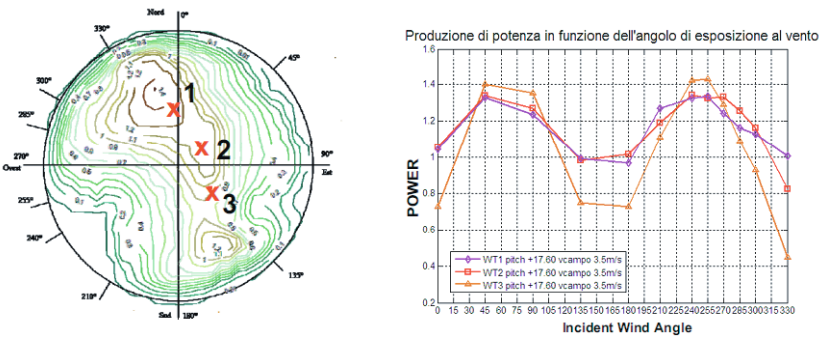 Nord
0°
330°
45°
300°
285°
270°
Ovest
90°
Est
255°
240°
135°
210°
Sud
180°
1
2
3
Produzione di potenza in funzione dell'angolo di esposizione al vento
1.6
1.4
1.2
1
0.8
0.6
0.4
0.2
POWER
WT1 pitch +17.60 vcampo 3.5m/s
WT2 pitch +17.60 vcampo 3.5m/s
WT3 pitch +17.60 vcampo 3.5m/s
0 15 30 45 60 75 90 105 120 135 150 165 180 195 210 225 240 255 270 285 300 315 330
Incident Wind Angle